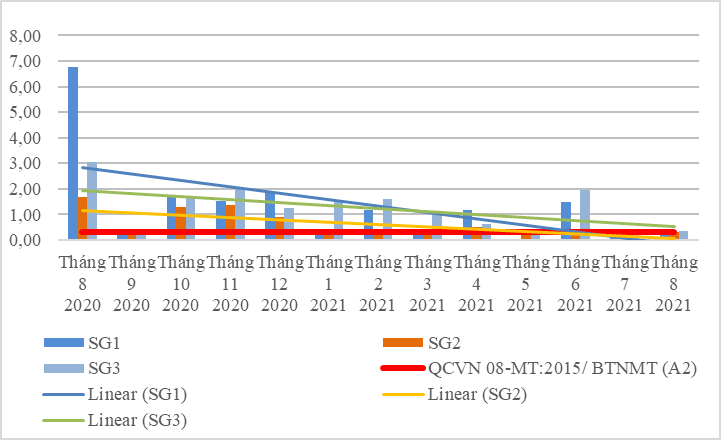 8,00
7,00
6,00
5,00
4,00
3,00
2,00
1,00
0,00
Tháng Tháng Tháng Tháng Tháng Tháng Tháng Tháng Tháng Tháng Tháng Tháng Tháng
8 9 10 11 12 1 2 3 4 5 6 7 8
2020 2020 2020 2020 2020 2021 2021 2021 2021 2021 2021 2021 2021
SG1 SG2
SG3 QCVN 08-MT:2015/ BTNMT (A2)
Linear (SG1) Linear (SG2)
Linear (SG3)